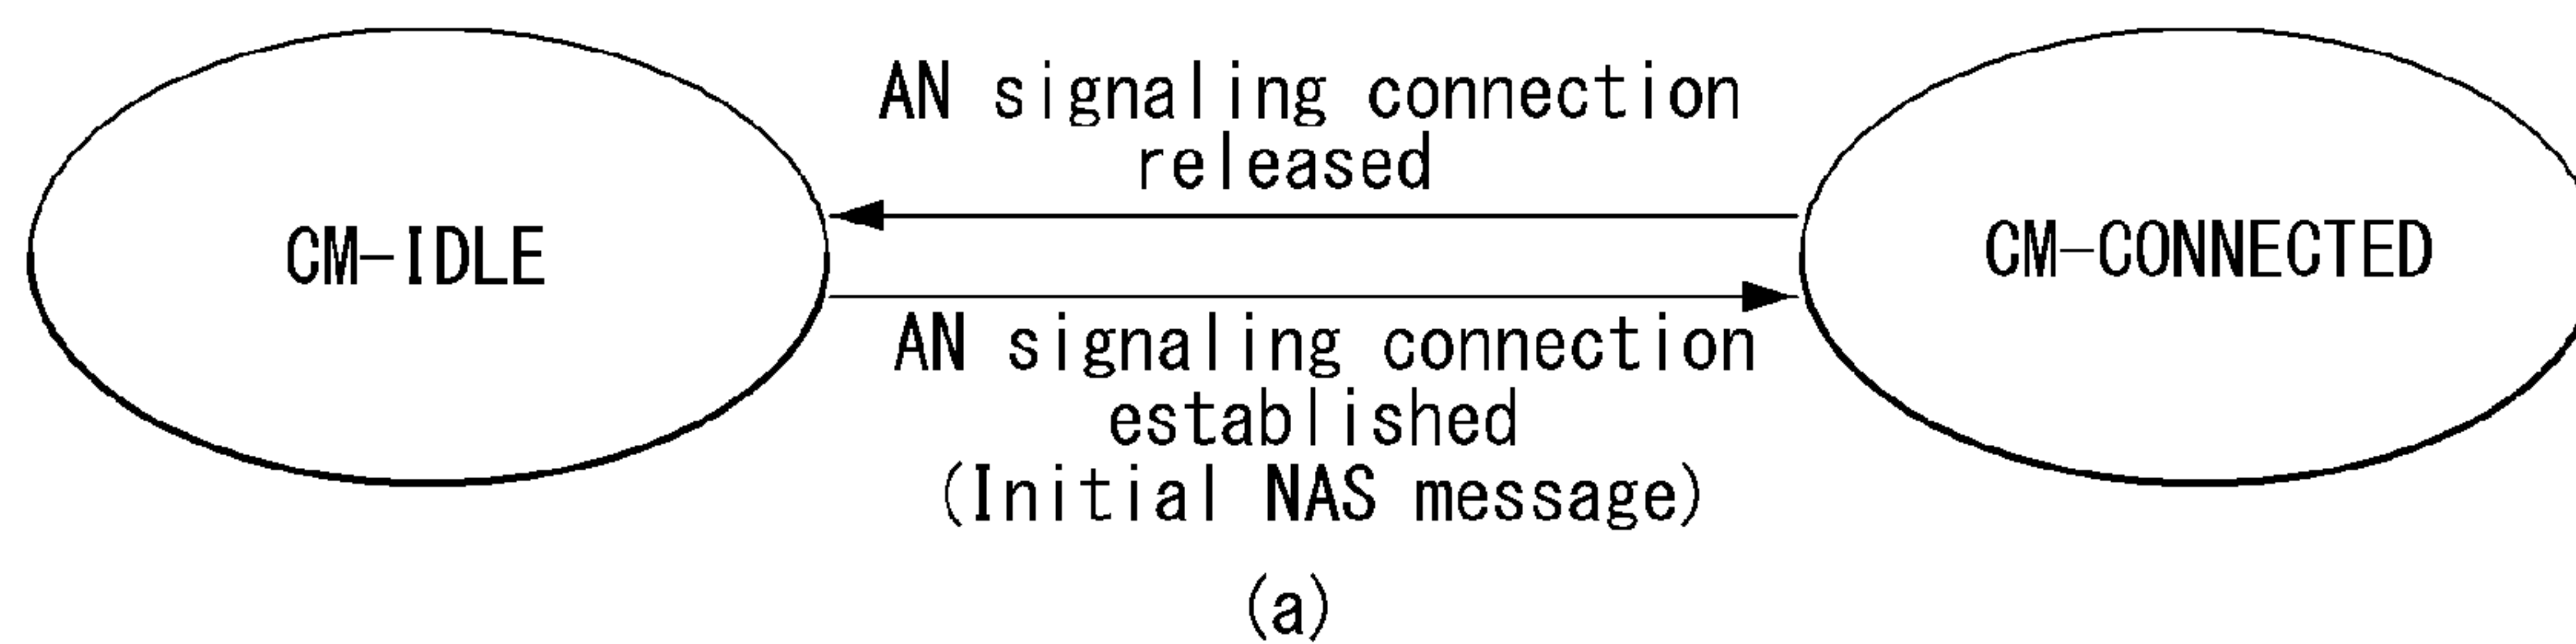 AN signaling connection
released
CM-IDLE
CM-CONNECTED
AN signaling connection
established
(Initial NAS message)
(a)